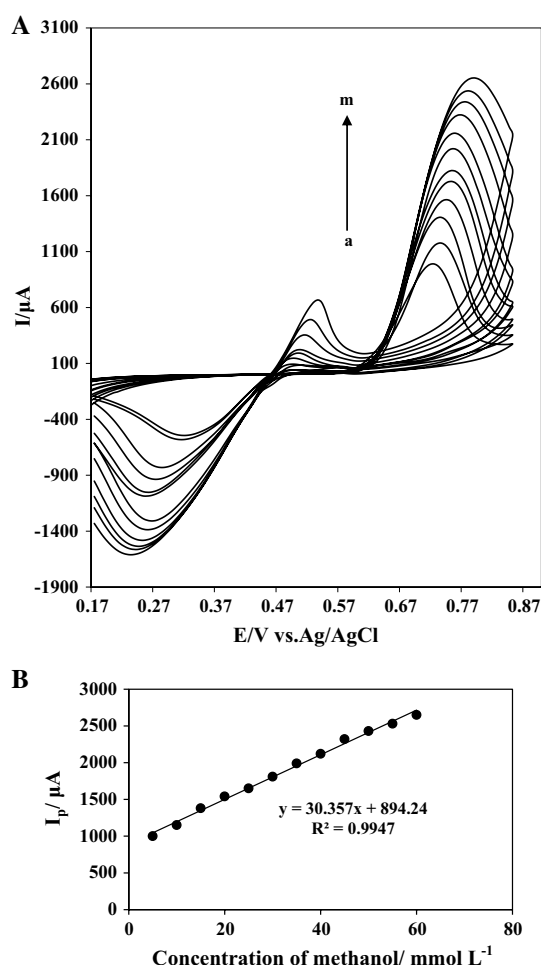 A
3100
2600
2100
1600
1100
600
100
-400
-900
-1400
-1900
I/µA
m
a
0.17 0.27 0.37 0.47 0.57 0.67 0.77 0.87
E/V vs.Ag/AgCl
B
3000
2500
2000
1500
1000
500
0
Ip/ µA
y = 30.357x + 894.24
R² = 0.9947
0 20 40 60 80
Concentration of methanol/ mmol L⁻¹